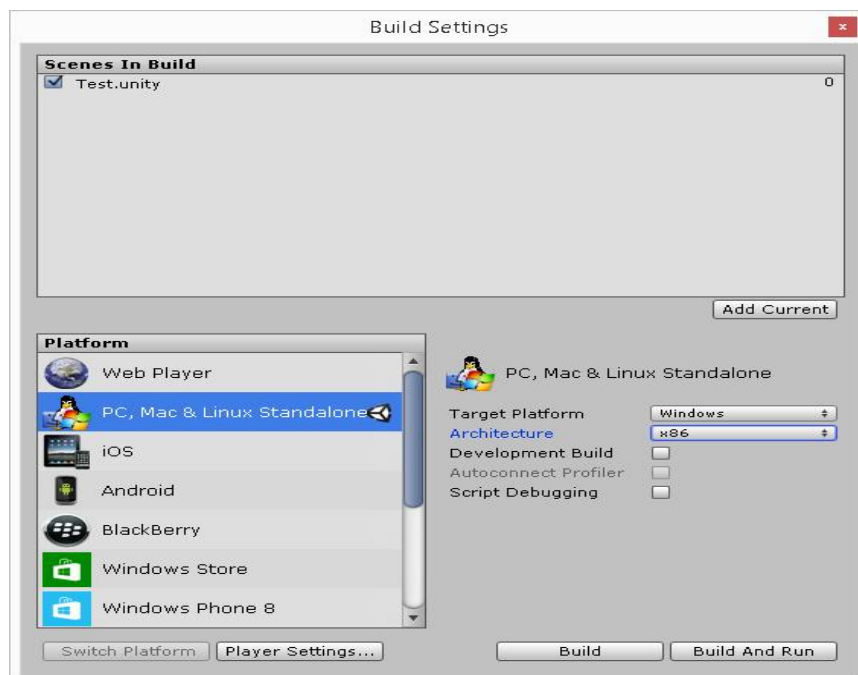 Build Settings
x
Scenes In Build
Test.unity 0
Add Current
Platform
Web Player
PC, Mac & Linux Standalone
iOS
Android
BlackBerry
Windows Store
Windows Phone 8
PC, Mac & Linux Standalone
Target Platform Windows
Architecture x86
Development Build
Autoconnect Profiler
Script Debugging
Switch Platform Player Settings... Build Build And Run